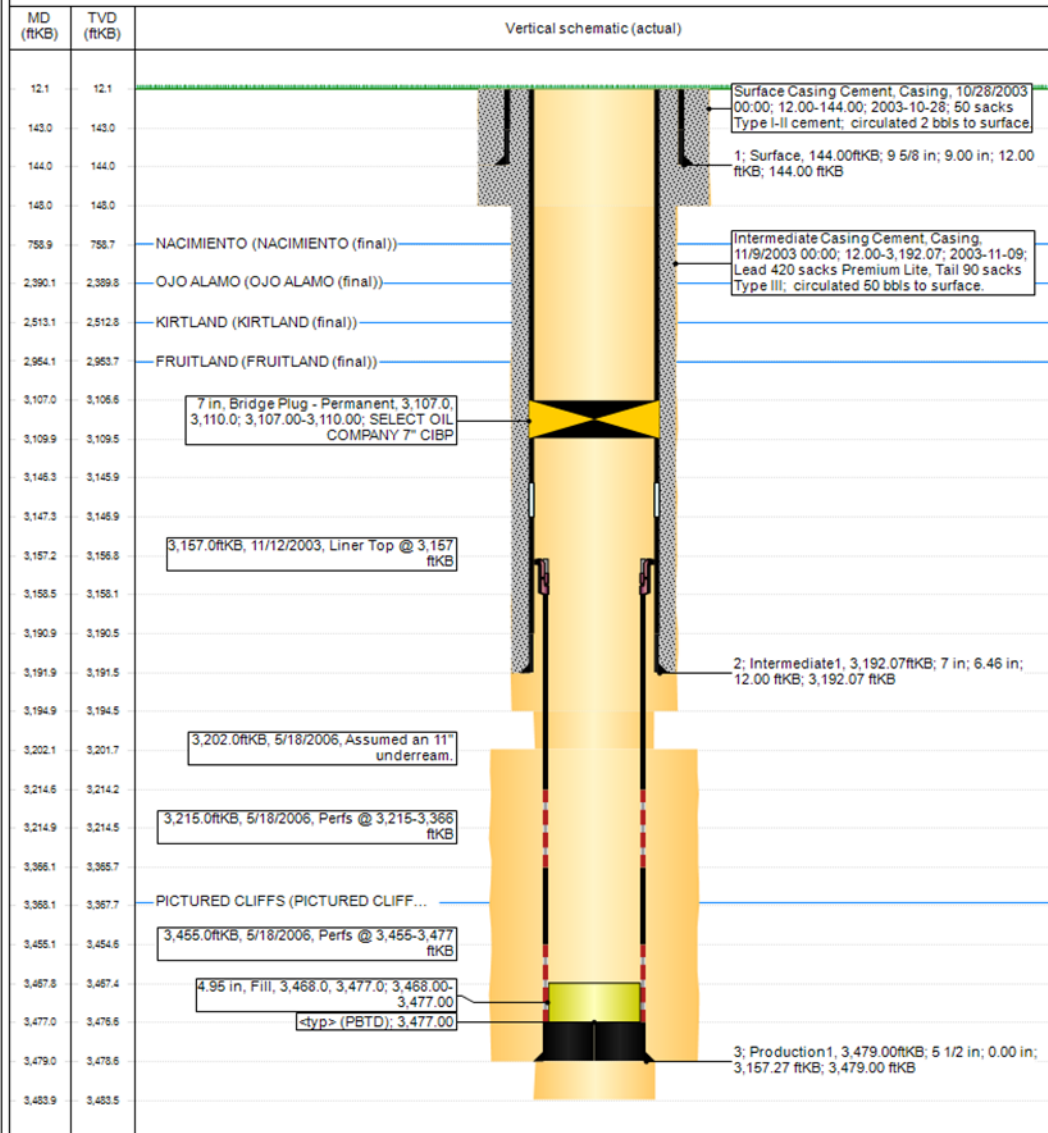 MD TVD Vertical schematic (actual)
(ftKB) (ftKB)
12.1 12.1
Surface Casing Cement, Casing, 10/28/2003
00:00; 12.00-144.00; 2003-10-28; 50 sacks
Type I-II cement; circulated 2 bbls to surface.
143.0 143.0
144.0 144.0
1; Surface, 144.00ftKB; 9 5/8 in; 9.00 in; 12.00
ftKB; 144.00 ftKB
148.0 148.0
758.9 758.7 NACIMIENTO (NACIMIENTO (final))
Intermediate Casing Cement, Casing,
11/9/2003 00:00; 12.00-3,192.07; 2003-11-09;
Lead 420 sacks Premium Lite, Tail 90 sacks
Type III; circulated 50 bbls to surface.
2,390.1 2,389.8 OJO ALAMO (OJO ALAMO (final))
2,513.1 2,512.8 KIRTLAND (KIRTLAND (final))
2,954.1 2,953.7 FRUITLAND (FRUITLAND (final))
3,107.0 3,106.6
7 in, Bridge Plug - Permanent, 3,107.0,
3,110.0; 3,107.00-3,110.00; SELECT OIL
COMPANY 7" CIBP
3,109.9 3,109.5
3,146.3 3,145.9
3,147.3 3,146.9
3,157.0ftKB, 11/12/2003, Liner Top @ 3,157
ftKB
3,157.2 3,156.8
3,158.5 3,158.1
3,190.9 3,190.5
3,191.9 3,191.5
2; Intermediate1, 3,192.07ftKB; 7 in; 6.46 in;
12.00 ftKB; 3,192.07 ftKB
3,194.9 3,194.5
3,202.0ftKB, 5/18/2006, Assumed an 11"
underream.
3,202.1 3,201.7
3,214.6 3,214.2
3,215.0ftKB, 5/18/2006, Perfs @ 3,215-3,366
ftKB
3,214.9 3,214.5
3,366.1 3,365.7
3,368.1 3,367.7 PICTURED CLIFFS (PICTURED CLIFF...
3,455.0ftKB, 5/18/2006, Perfs @ 3,455-3,477
ftKB
3,455.1 3,454.6
3,467.8 3,467.4
4.95 in, Fill, 3,468.0, 3,477.0; 3,468.00-
3,477.00
3,477.0 3,476.6 <typ> (PBTD); 3,477.00
3,479.0 3,478.6
3; Production1, 3,479.00ftKB; 5 1/2 in; 0.00 in;
3,157.27 ftKB; 3,479.00 ftKB
3,483.9 3,483.5